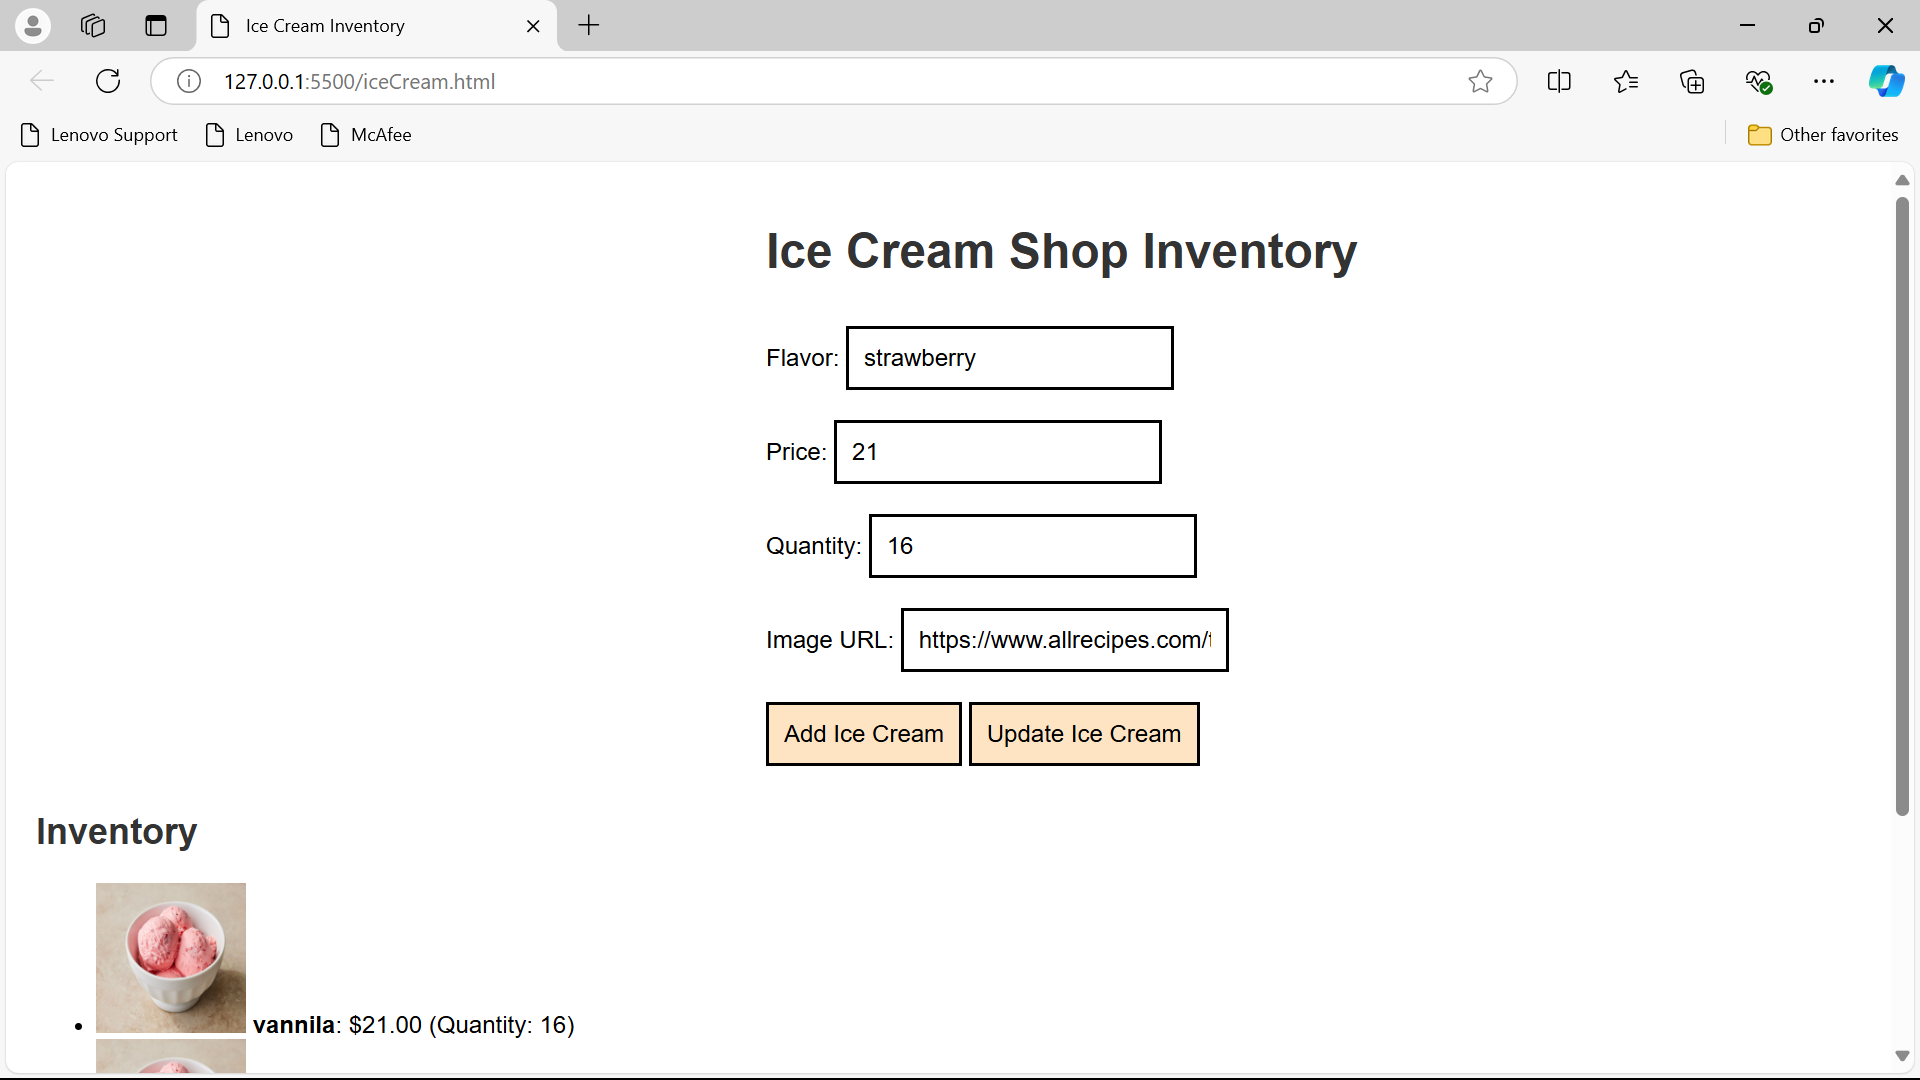 Ice Cream Inventory
127.0.0.1:5500/iceCream.html
Lenovo Support Lenovo McAfee Other favorites
Ice Cream Shop Inventory
Flavor: strawberry
Price: 21
Quantity: 16
Image URL: https://www.allrecipes.com/
Add Ice Cream Update Ice Cream
Inventory
vannila: $21.00 (Quantity: 16)